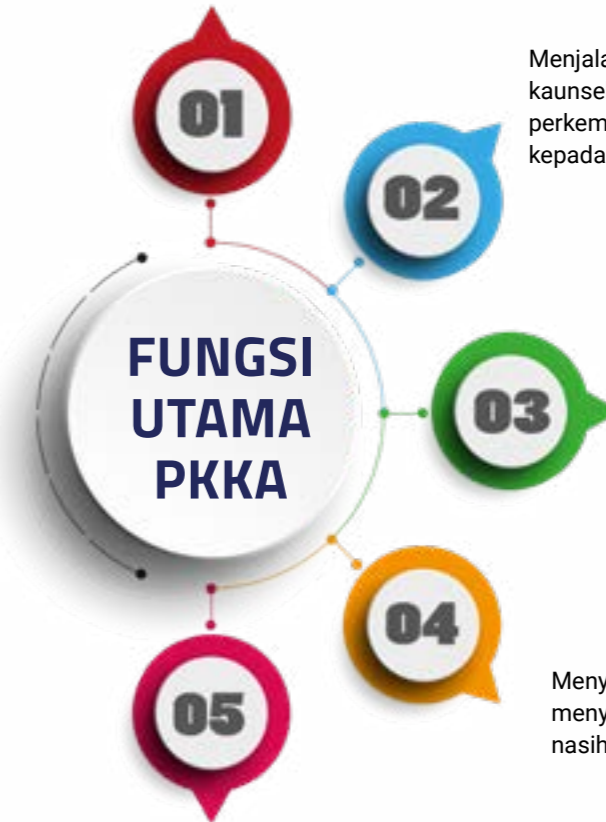 01
Menjala
kaunse
perkem
kepada
02
FUNGSI
UTAMA
PKKA
03
04
Meny
meny
nasih
05